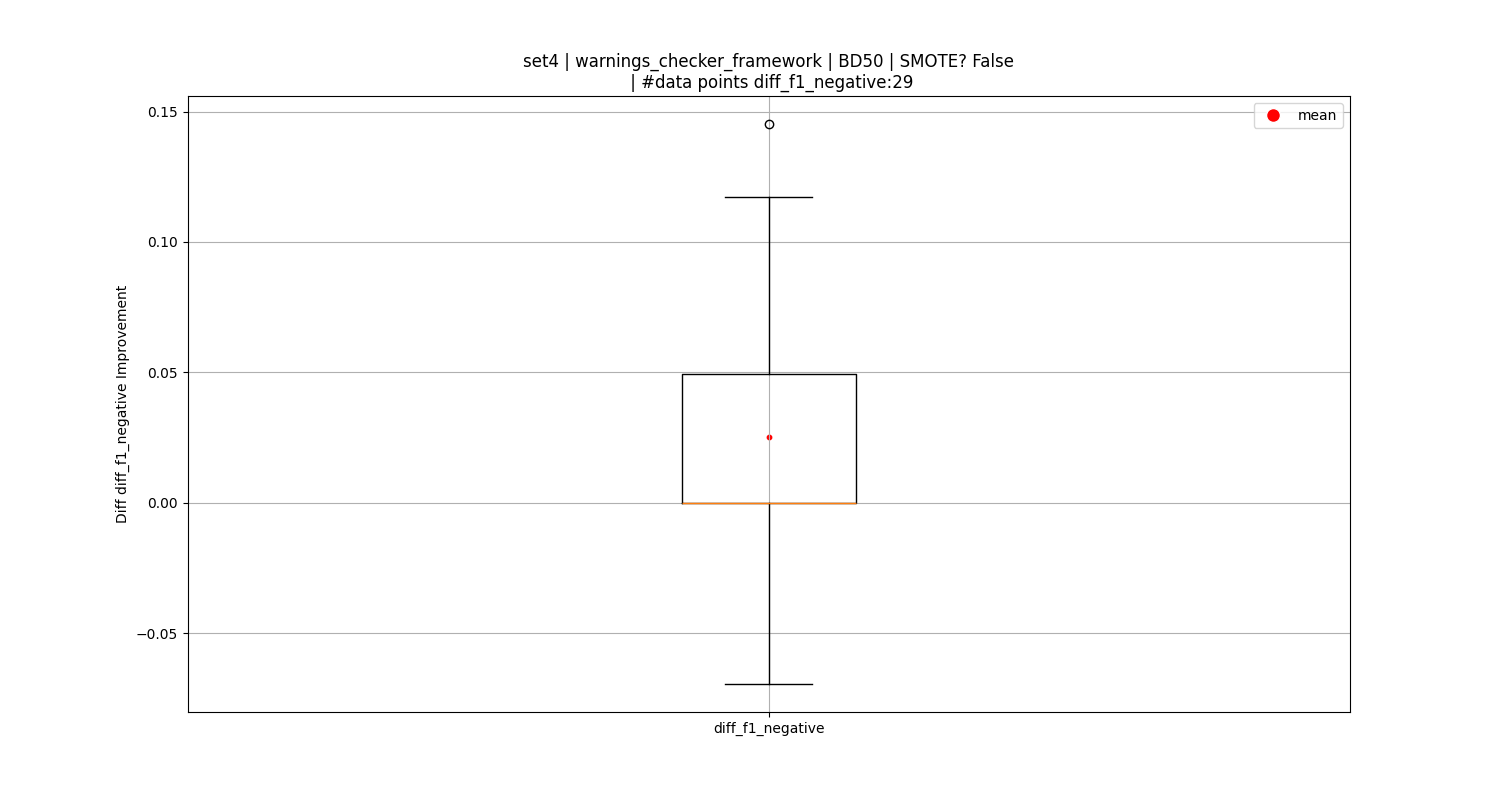 set4 | warnings_checker_framework | BD50 | SMOTE? False
| #data points diff_f1_negative:29
mean
0.15
0.10
0.05
0.00
−0.05
Diff diff_f1_negative Improvement
diff_f1_negative